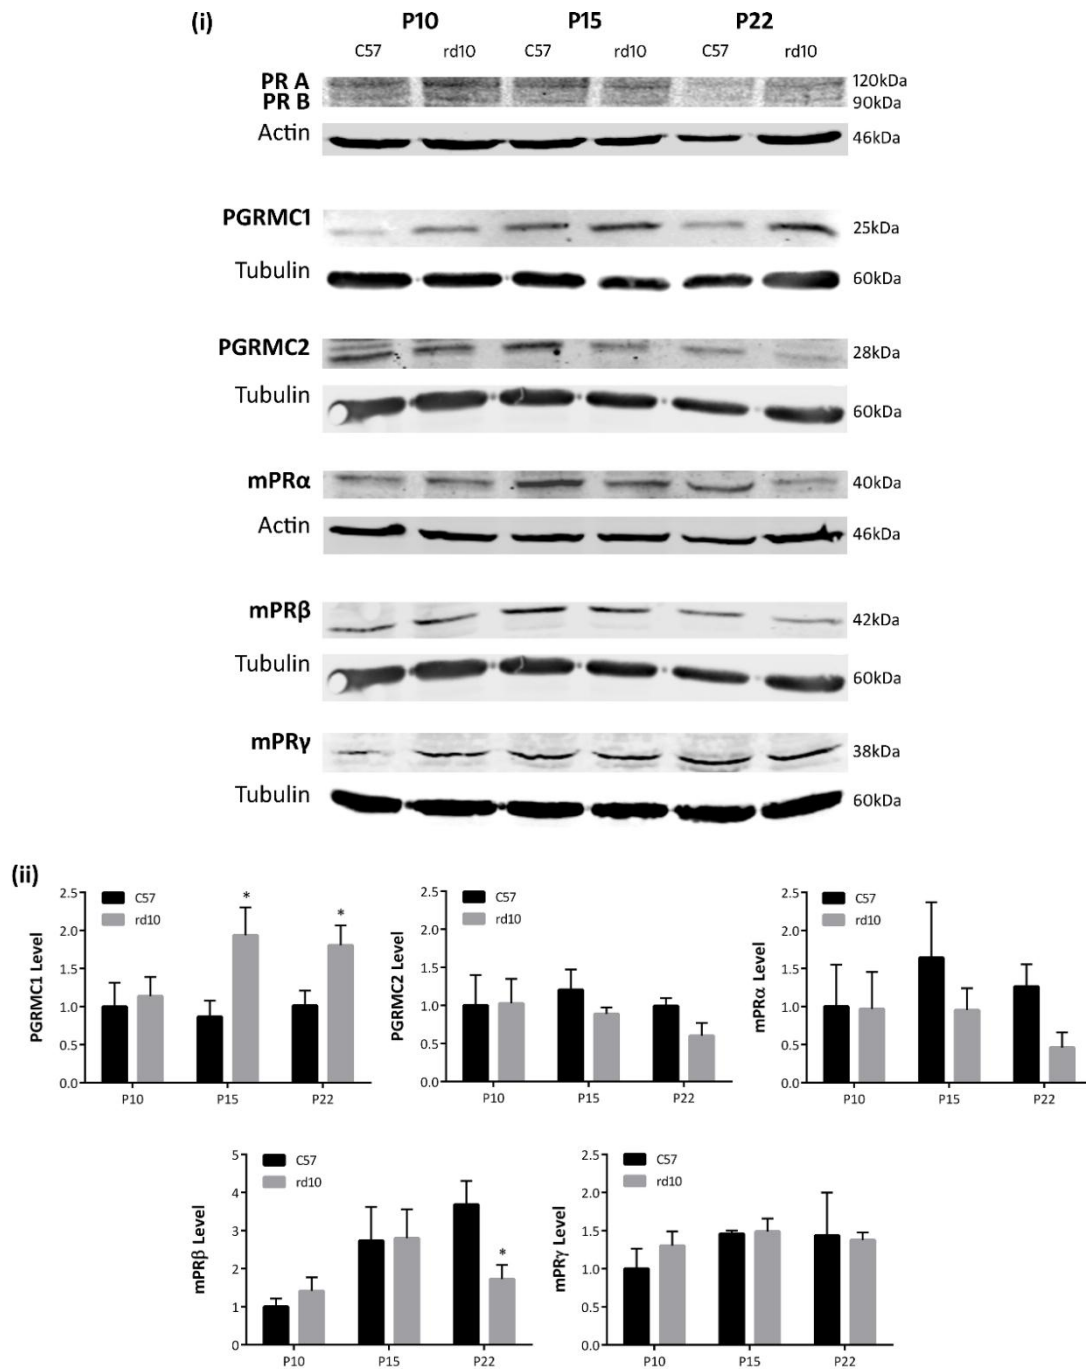 (i)
P10 P15 P22
C57 rd10 C57 rd10 C57 rd10
PR A 120kDa
PR B 90kDa
Actin 46kDa
PGRMC1 25kDa
Tubulin 60kDa
PGRMC2 28kDa
Tubulin 60kDa
mPRα 40kDa
Actin 46kDa
mPRβ 42kDa
Tubulin 60kDa
mPRγ 38kDa
Tubulin 60kDa
(ii)
PGRMC1 Level
2.5
2.0
1.5
1.0
0.5
0.0
C57
rd10
* *
P10 P15 P22
PGRMC2 Level
2.5
2.0
1.5
1.0
0.5
0.0
C57
rd10
P10 P15 P22
mPRα Level
2.5
2.0
1.5
1.0
0.5
0.0
C57
rd10
P10 P15 P22
mPRβ Level
5
4
3
2
1
0
C57
rd10
*
P10 P15 P22
mPRγ Level
2.5
2.0
1.5
1.0
0.5
0.0
C57
rd10
P10 P15 P22